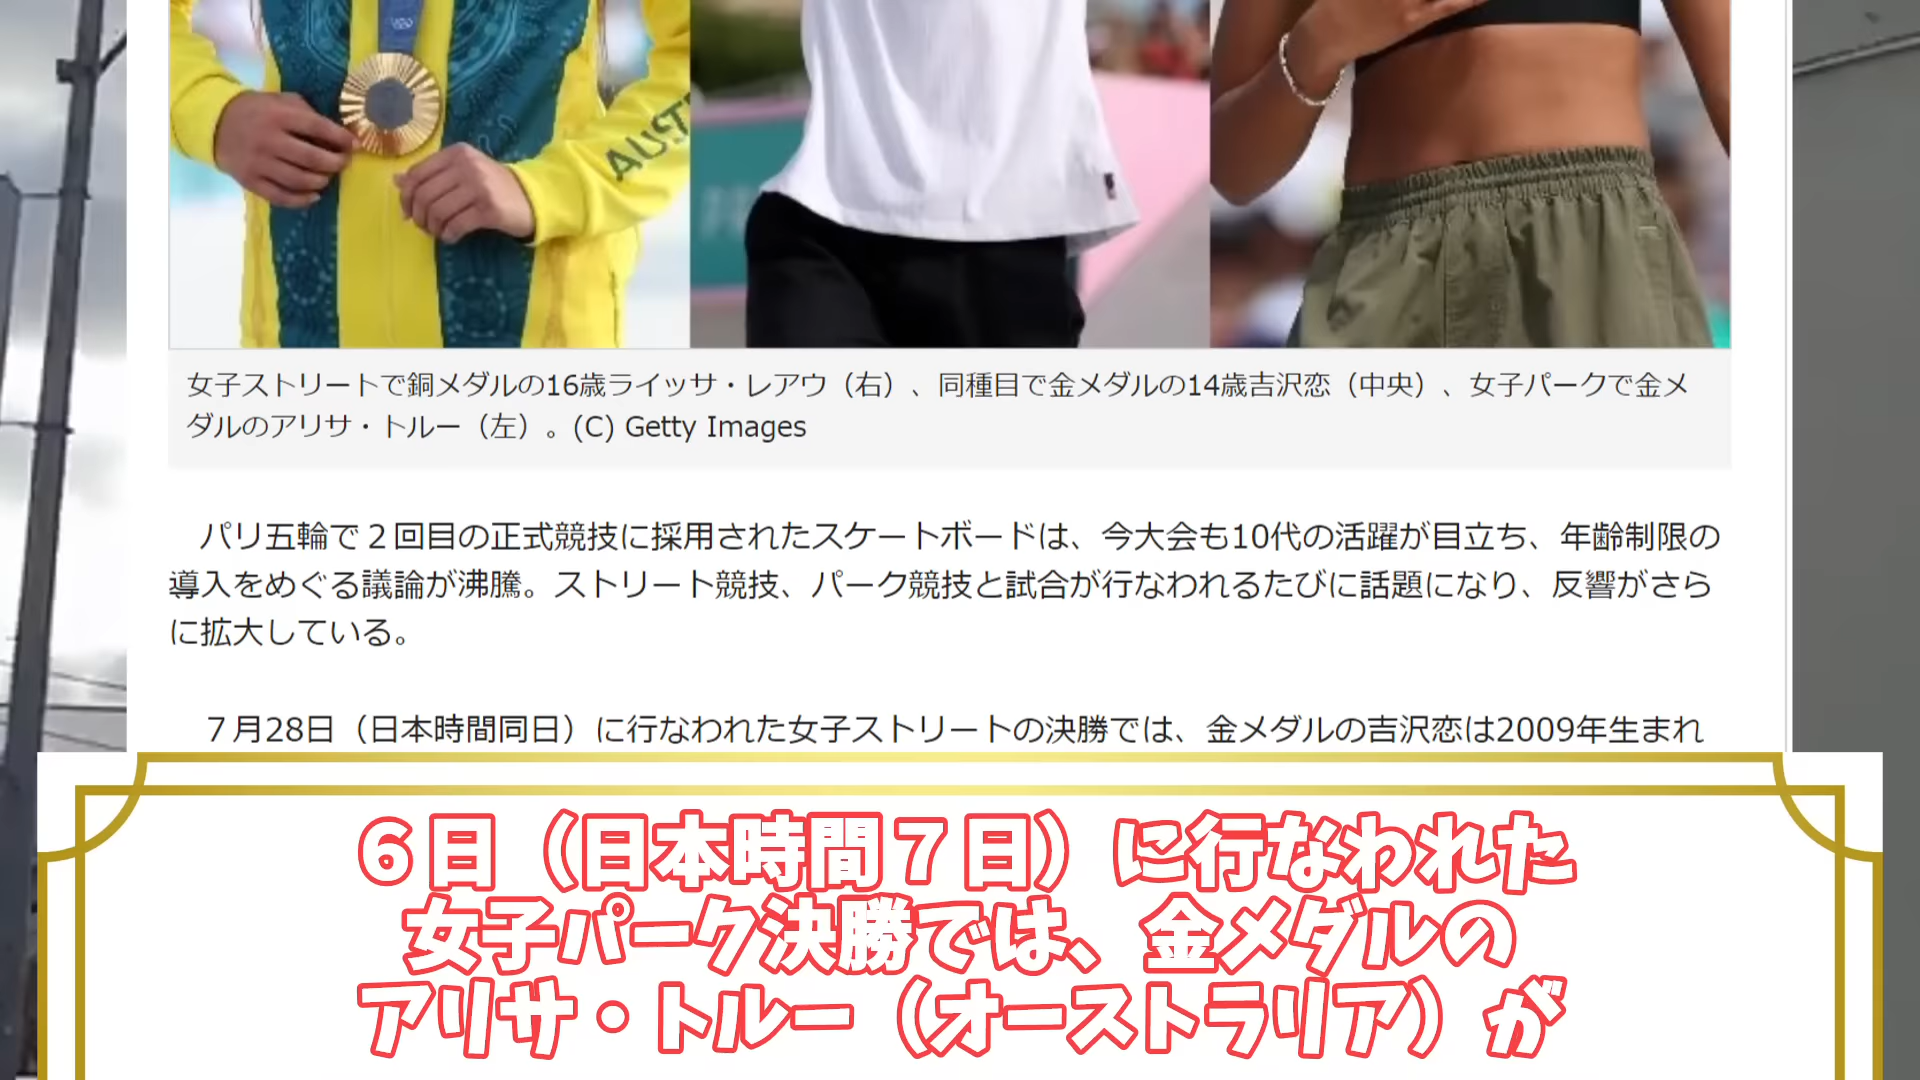 AUST
女子ストリートで銅メダルの16歳ライッサ・レアウ（右）、同種目で金メダルの14歳吉沢恋（中央）、女子パークで金メ
ダルのアリサ・トルー（左）。(C) Getty Images
パリ五輪で２回目の正式競技に採用されたスケートボードは、今大会も10代の活躍が目立ち、年齢制限の
導入をめぐる議論が沸騰。ストリート競技、パーク競技と試合が行なわれるたびに話題になり、反響がさら
に拡大している。
７月28日（日本時間同日）に行なわれた女子ストリートの決勝では、金メダルの吉沢恋は2009年生まれ
６日（日本時間７日）に行なわれた
女子パーク決勝では、金メダルの
アリサ・トルー（オーストラリア）が